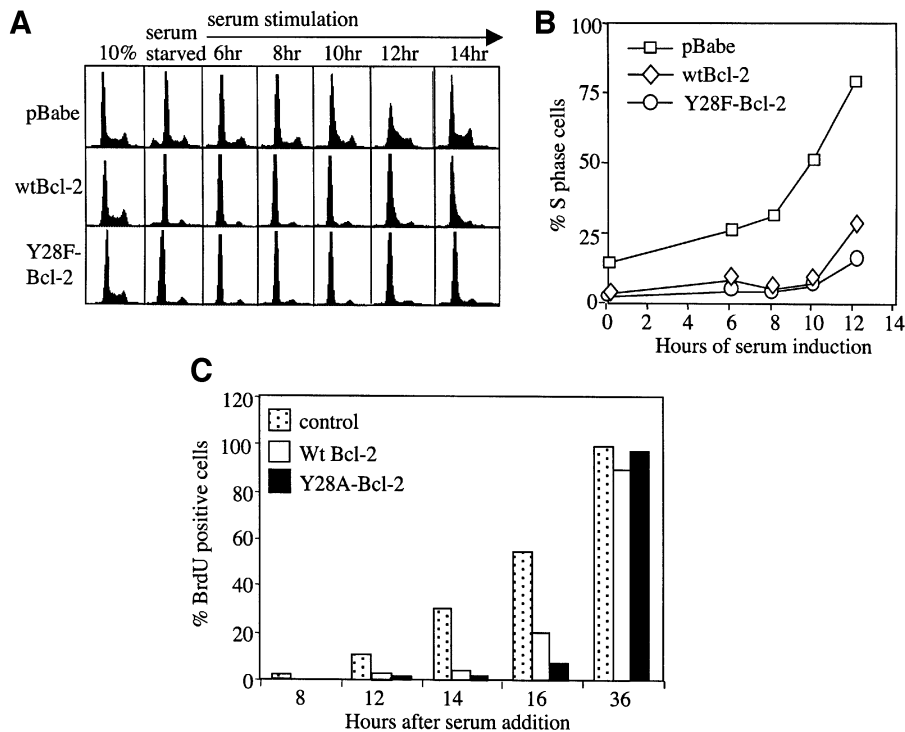 A
serum stimulation
serum
10% starved 6hr 8hr 10hr 12hr 14hr
pBabe
wtBcl-2
Y28F-
Bcl-2
B
100
75
50
25
0
% S phase cells
pBabe
wtBcl-2
Y28F-Bcl-2
0 2 4 6 8 10 12 14
Hours of serum induction
C
120
100
80
60
40
20
0
% BrdU positive cells
control
Wt Bcl-2
Y28A-Bcl-2
8 12 14 16 36
Hours after serum addition